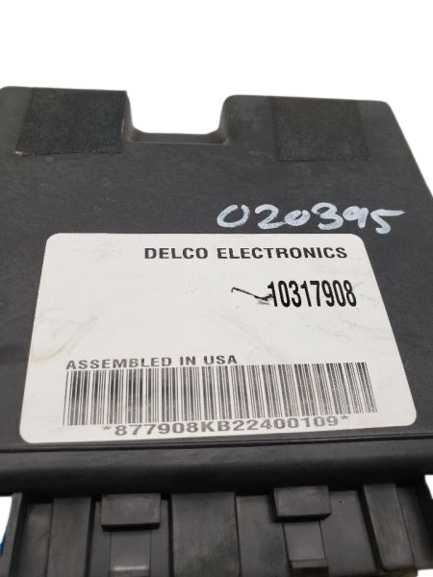 020395
DELCO ELECTRONICS
10317908
ASSEMBLED IN USA
*877908KB22400109*